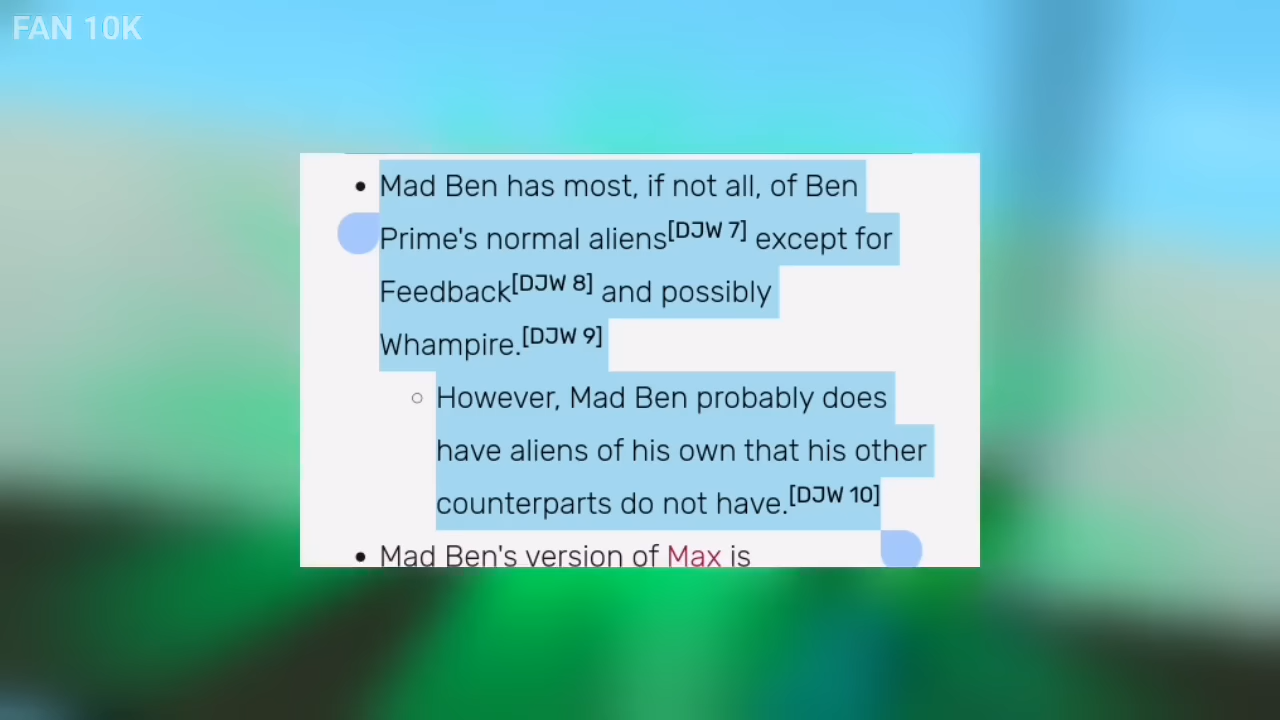 FAN 10K
• Mad Ben has most, if not all, of Ben
Prime's normal aliens[DJW 7] except for
Feedback[DJW 8] and possibly
Whampire.[DJW 9]
○ However, Mad Ben probably does
have aliens of his own that his other
counterparts do not have.[DJW 10]
• Mad Ben's version of Max is